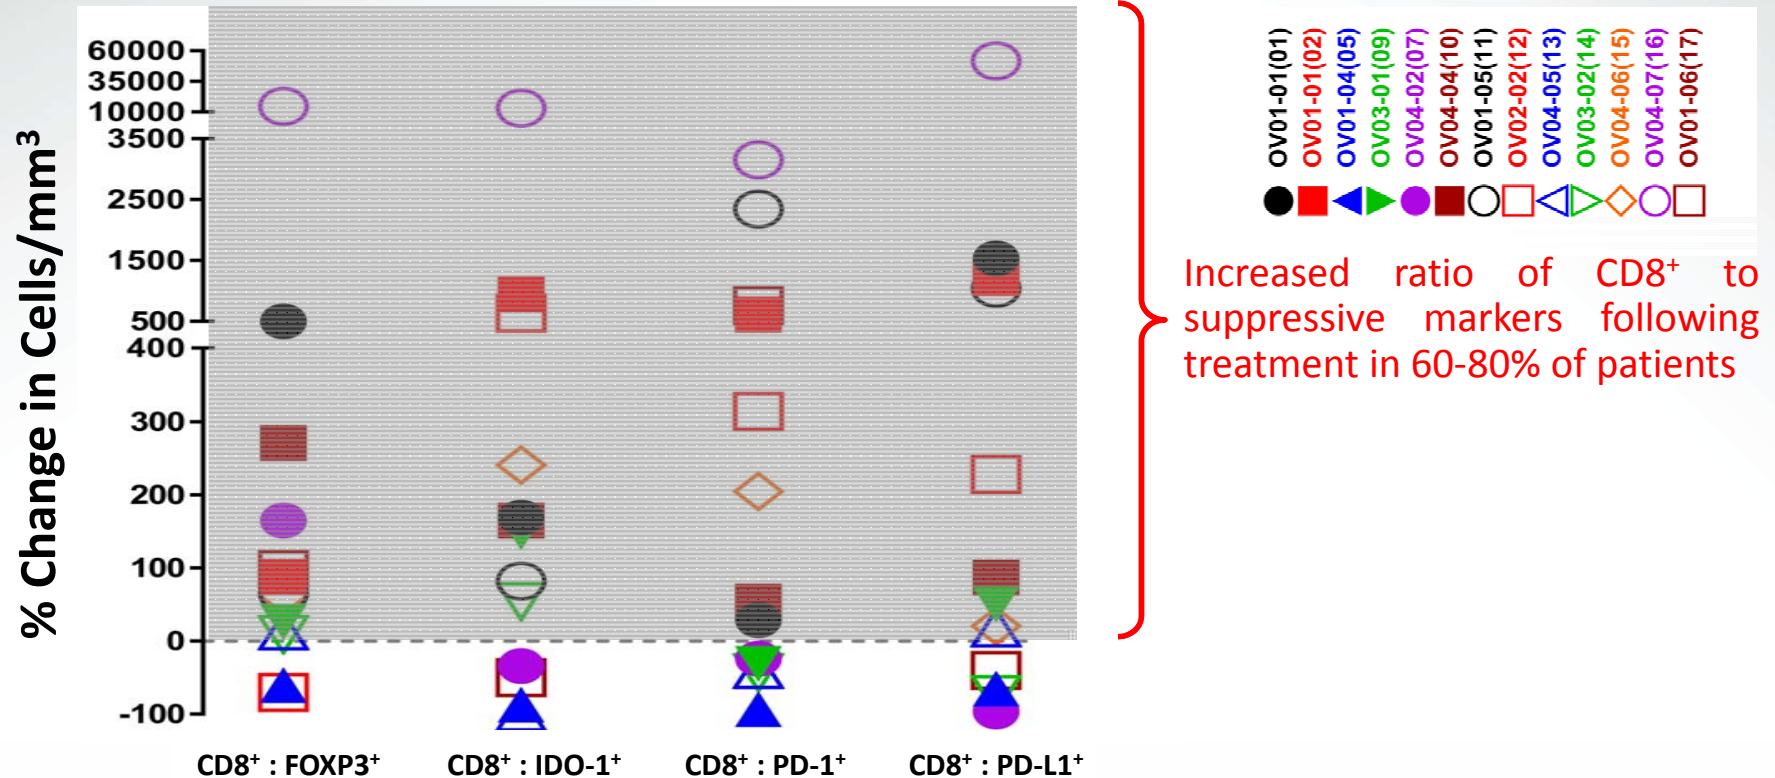 % Change in Cells/mm³
60000
35000
10000
3500
2500
1500
500
400
300
200
100
0
-100
CD8⁺ : FOXP3⁺
CD8⁺ : IDO-1⁺
CD8⁺ : PD-1⁺
CD8⁺ : PD-L1⁺
OV01-01(01)
OV01-01(02)
OV01-04(05)
OV03-01(09)
OV04-02(07)
OV04-04(10)
OV01-05(11)
OV02-02(12)
OV04-05(13)
OV03-02(14)
OV04-06(15)
OV04-07(16)
OV01-06(17)
Increased ratio of CD8⁺ to
suppressive markers following
treatment in 60-80% of patients